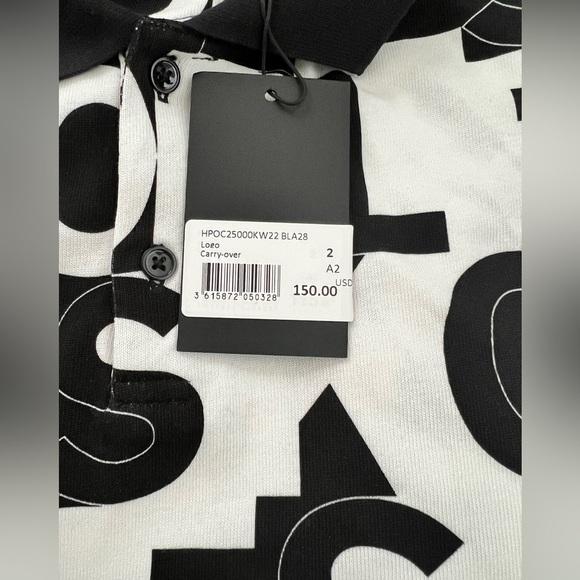 HPOC25000KW22 BLA28
Logo
Carry-over
2
A2
USD
150.00
3 615872 050328